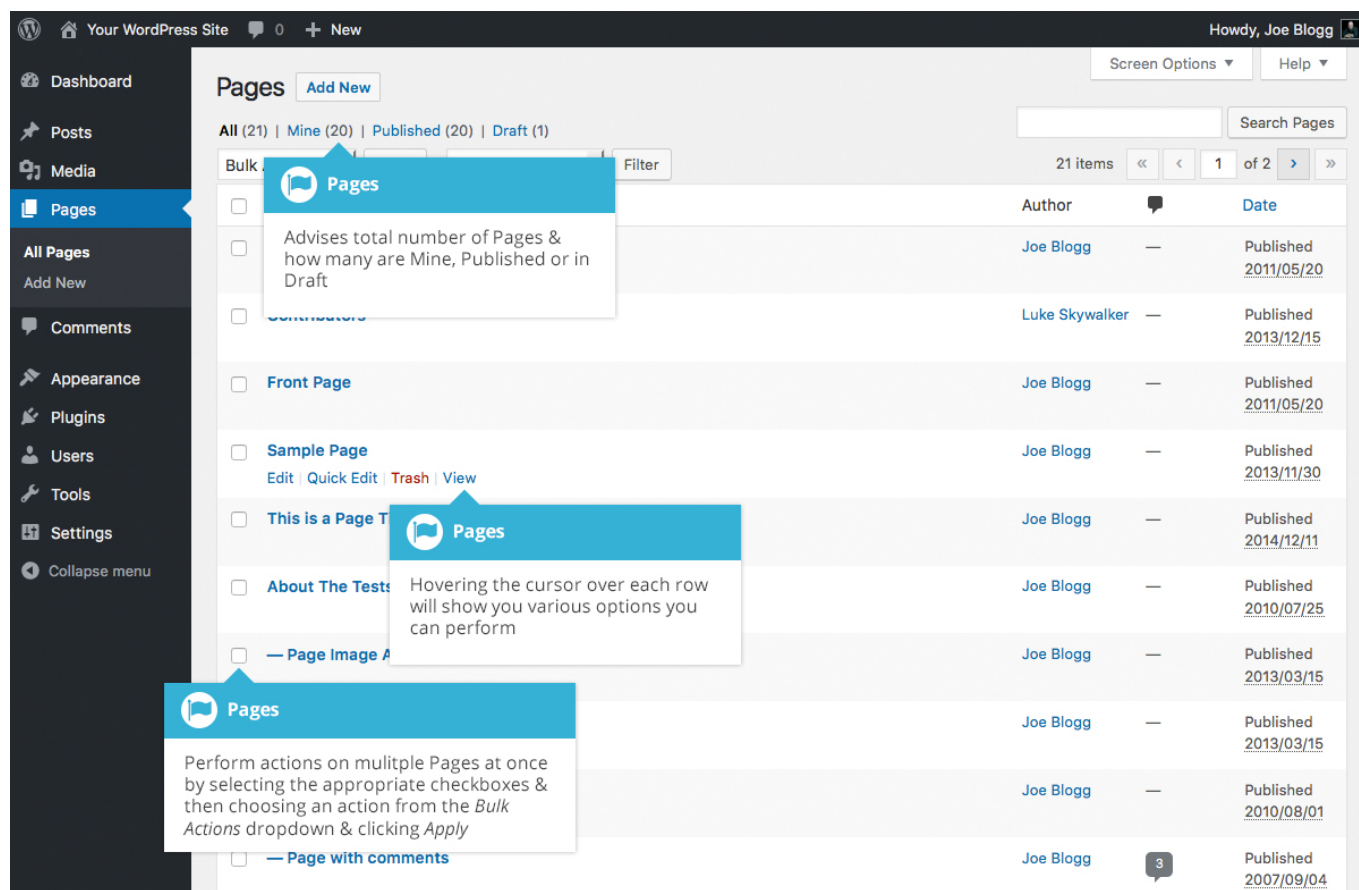 Your WordPress Site 0 + New Howdy, Joe Blogg
Dashboard
Posts
Media
Pages
All Pages
Add New
Comments
Appearance
Plugins
Users
Tools
Settings
Collapse menu
Screen Options ▼ Help ▼
Pages Add New
All (21) | Mine (20) | Published (20) | Draft (1)
Search Pages
Bulk Filter 21 items « ‹ 1 of 2 › »
Pages
Advises total number of Pages &
how many are Mine, Published or in
Draft
Author Date
Joe Blogg — Published
2011/05/20
Contributors Luke Skywalker — Published
2013/12/15
Front Page Joe Blogg — Published
2011/05/20
Sample Page Joe Blogg — Published
Edit | Quick Edit | Trash | View 2013/11/30
This is a Page T Joe Blogg — Published
2014/12/11
Pages
Hovering the cursor over each row
will show you various options you
can perform
About The Tests Joe Blogg — Published
2010/07/25
— Page Image A Joe Blogg — Published
2013/03/15
Pages
Perform actions on mulitple Pages at once
by selecting the appropriate checkboxes &
then choosing an action from the Bulk
Actions dropdown & clicking Apply
Joe Blogg — Published
2013/03/15
Joe Blogg — Published
2010/08/01
— Page with comments Joe Blogg 3 Published
2007/09/04